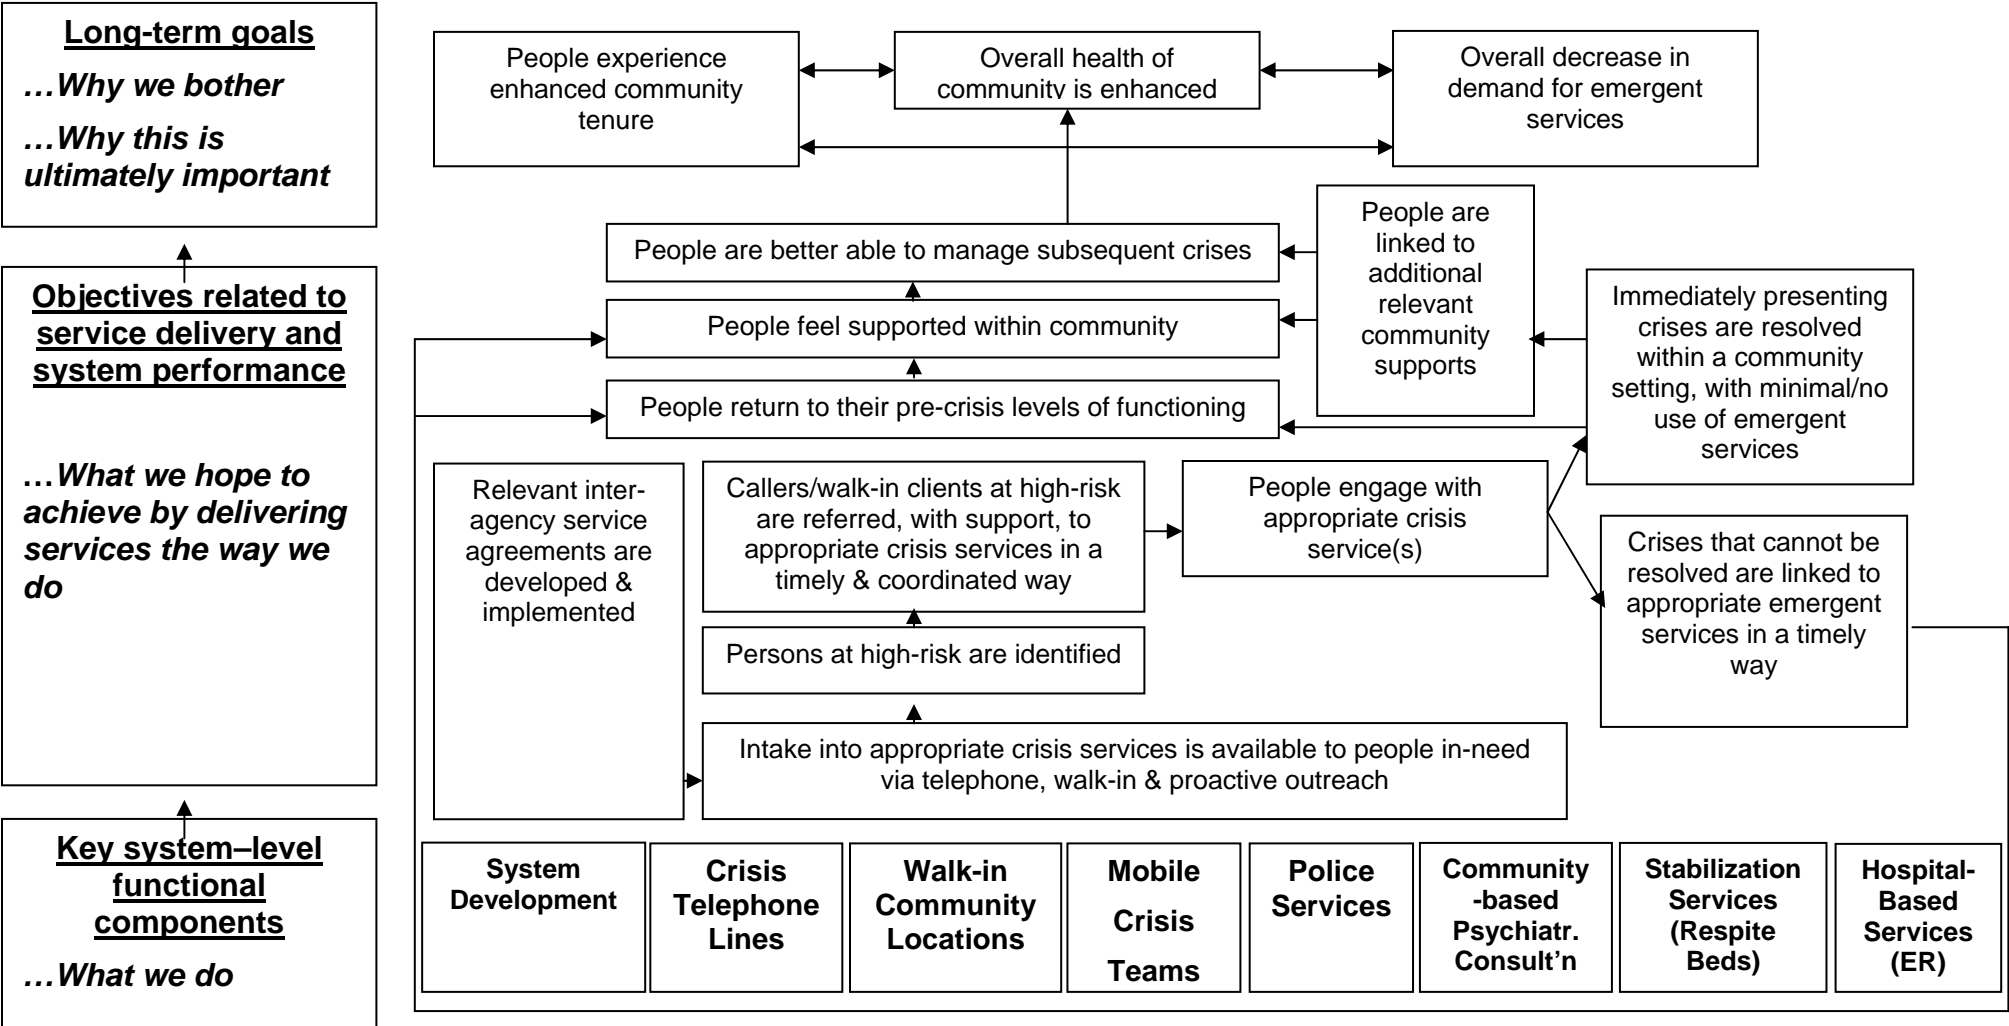 Long-term goals
…Why we bother
…Why this is
ultimately important
Objectives related to
service delivery and
system performance
…What we hope to
achieve by delivering
services the way we
do
Key system–level
functional
components
…What we do
People experience
enhanced community
tenure
Overall health of
community is enhanced
Overall decrease in
demand for emergent
services
People are better able to manage subsequent crises
People feel supported within community
People return to their pre-crisis levels of functioning
People are
linked to
additional
relevant
community
supports
Immediately presenting
crises are resolved
within a community
setting, with minimal/no
use of emergent
services
Relevant inter-
agency service
agreements are
developed &
implemented
Callers/walk-in clients at high-risk
are referred, with support, to
appropriate crisis services in a
timely & coordinated way
People engage with
appropriate crisis
service(s)
Crises that cannot be
resolved are linked to
appropriate emergent
services in a timely
way
Persons at high-risk are identified
Intake into appropriate crisis services is available to people in-need
via telephone, walk-in & proactive outreach
System
Development
Crisis
Telephone
Lines
Walk-in
Community
Locations
Mobile
Crisis
Teams
Police
Services
Community
-based
Psychiatr.
Consult’n
Stabilization
Services
(Respite
Beds)
Hospital-
Based
Services
(ER)